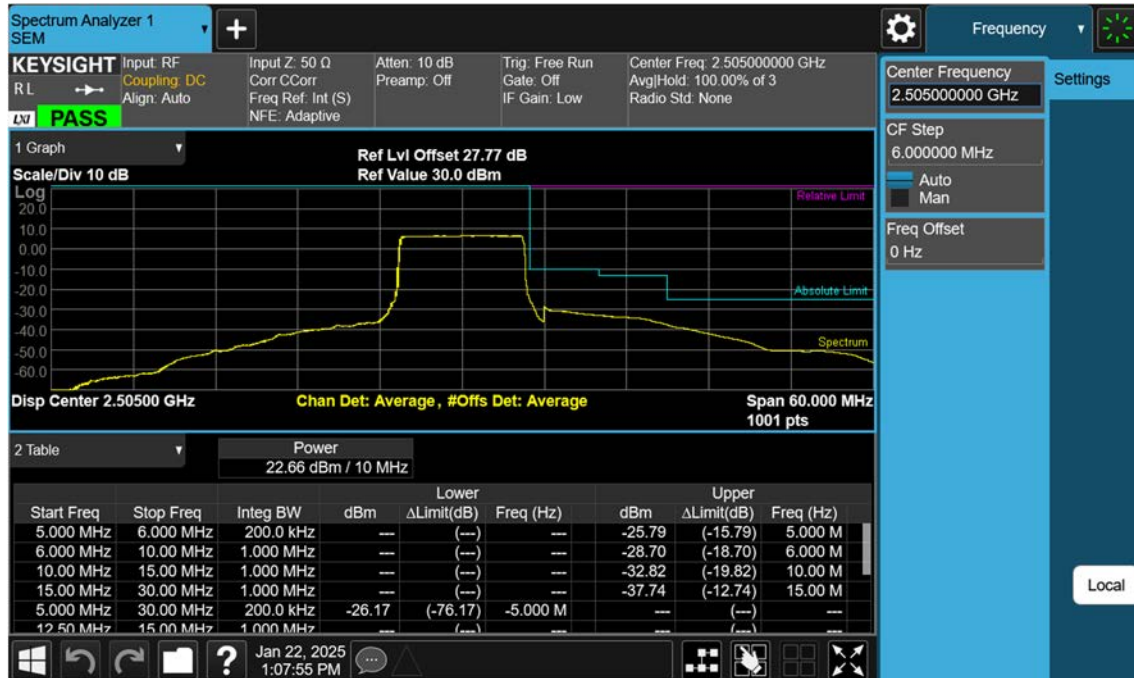 Spectrum Analyzer 1
SEM
+
Frequency
KEYSIGHT
RL
LXI PASS
Input: RF
Coupling: DC
Align: Auto
Input Z: 50 Ω
Corr CCorr
Freq Ref: Int (S)
NFE: Adaptive
Atten: 10 dB
Preamp: Off
Trig: Free Run
Gate: Off
IF Gain: Low
Center Freq: 2.505000000 GHz
Avg|Hold: 100.00% of 3
Radio Std: None
Center Frequency
2.505000000 GHz
Settings
CF Step
6.000000 MHz
Auto
Man
Freq Offset
0 Hz
Local
1 Graph
Ref Lvl Offset 27.77 dB
Scale/Div 10 dB
Ref Value 30.0 dBm
Log
Relative Limit
20.0
10.0
0.00
-10.0
-20.0
Absolute Limit
-30.0
-40.0
-50.0
Spectrum
-60.0
Disp Center 2.50500 GHz
Chan Det: Average, #Offs Det: Average
Span 60.000 MHz
1001 pts
2 Table
Power
22.66 dBm / 10 MHz
Lower Upper
Start Freq Stop Freq Integ BW dBm ΔLimit(dB) Freq (Hz) dBm ΔLimit(dB) Freq (Hz)
5.000 MHz 6.000 MHz 200.0 kHz --- (---) --- -25.79 (-15.79) 5.000 M
6.000 MHz 10.00 MHz 1.000 MHz --- (---) --- -28.70 (-18.70) 6.000 M
10.00 MHz 15.00 MHz 1.000 MHz --- (---) --- -32.82 (-19.82) 10.00 M
15.00 MHz 30.00 MHz 1.000 MHz --- (---) --- -37.74 (-12.74) 15.00 M
5.000 MHz 30.00 MHz 200.0 kHz -26.17 (-76.17) -5.000 M --- (---) ---
12.50 MHz 15.00 MHz 1.000 MHz --- (---) --- --- (---) ---
?
Jan 22, 2025
1:07:55 PM